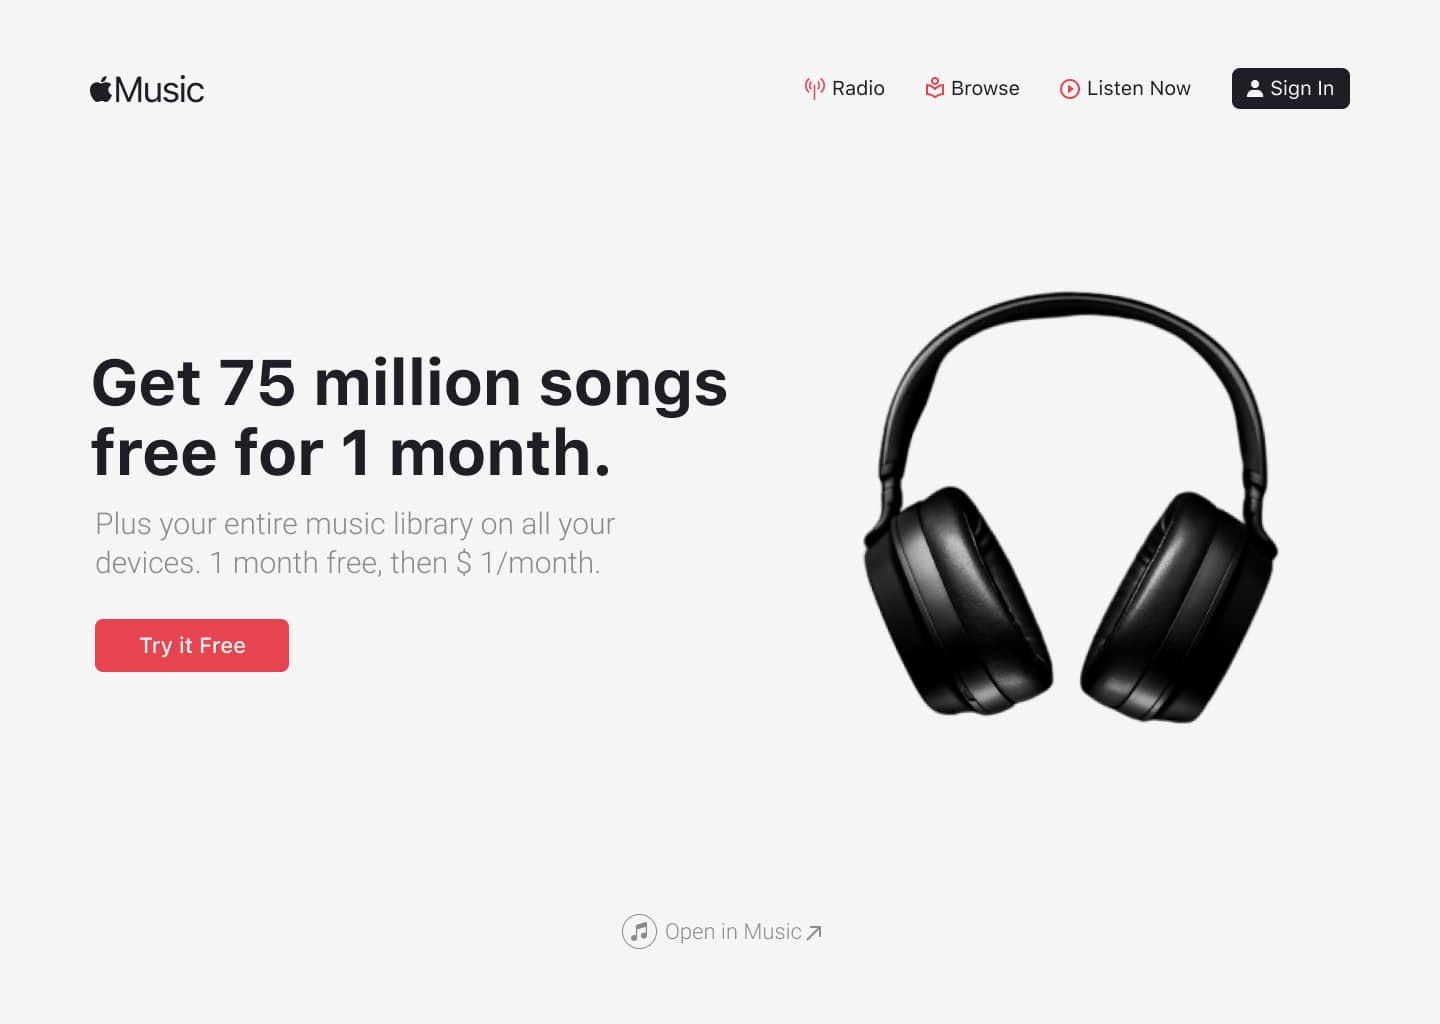 Music
Radio
Browse
Listen Now
Sign In
Get 75 million songs
free for 1 month.
Plus your entire music library on all your
devices. 1 month free, then $ 1/month.
Try it Free
Open in Music